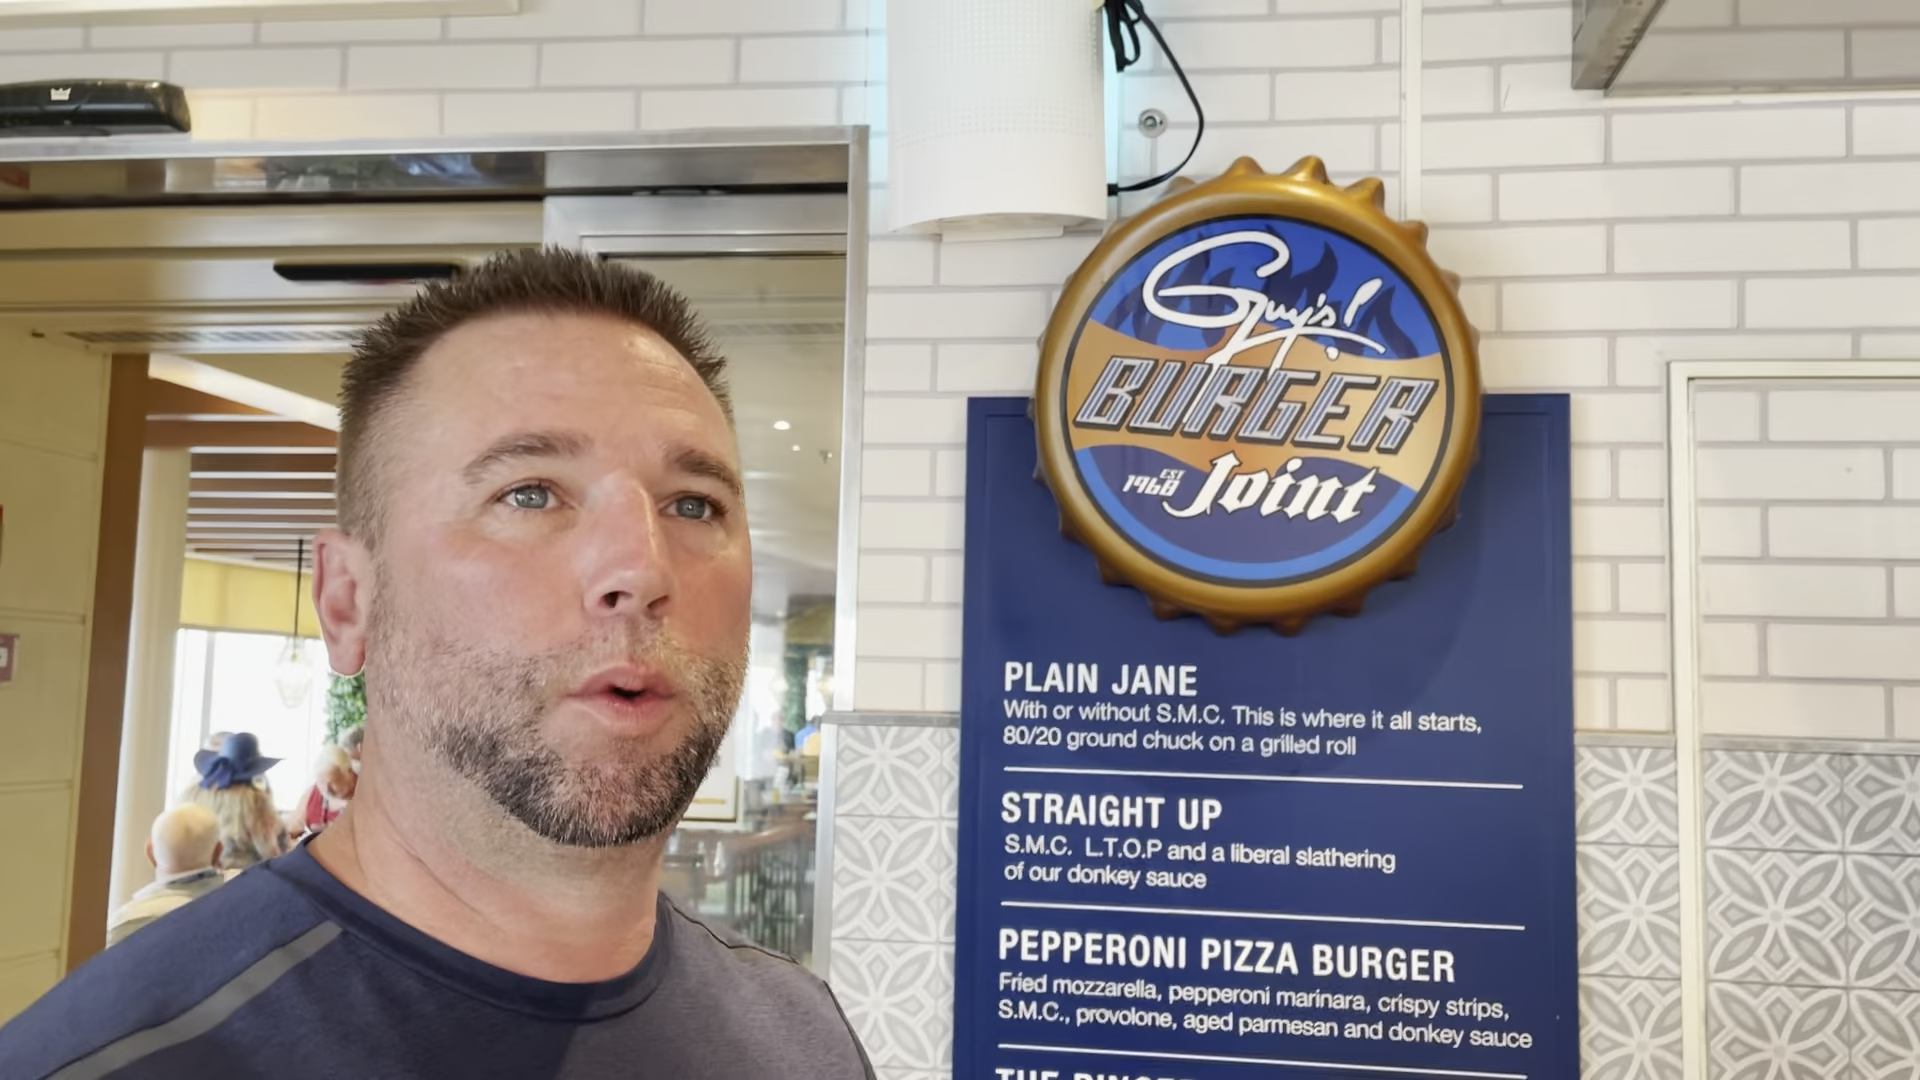 Guy's!
BURGER
EST
1968
Joint
PLAIN JANE
With or without S.M.C. This is where it all starts,
80/20 ground chuck on a grilled roll
STRAIGHT UP
S.M.C. L.T.O.P and a liberal slathering
of our donkey sauce
PEPPERONI PIZZA BURGER
Fried mozzarella, pepperoni marinara, crispy strips,
S.M.C., provolone, aged parmesan and donkey sauce
THE